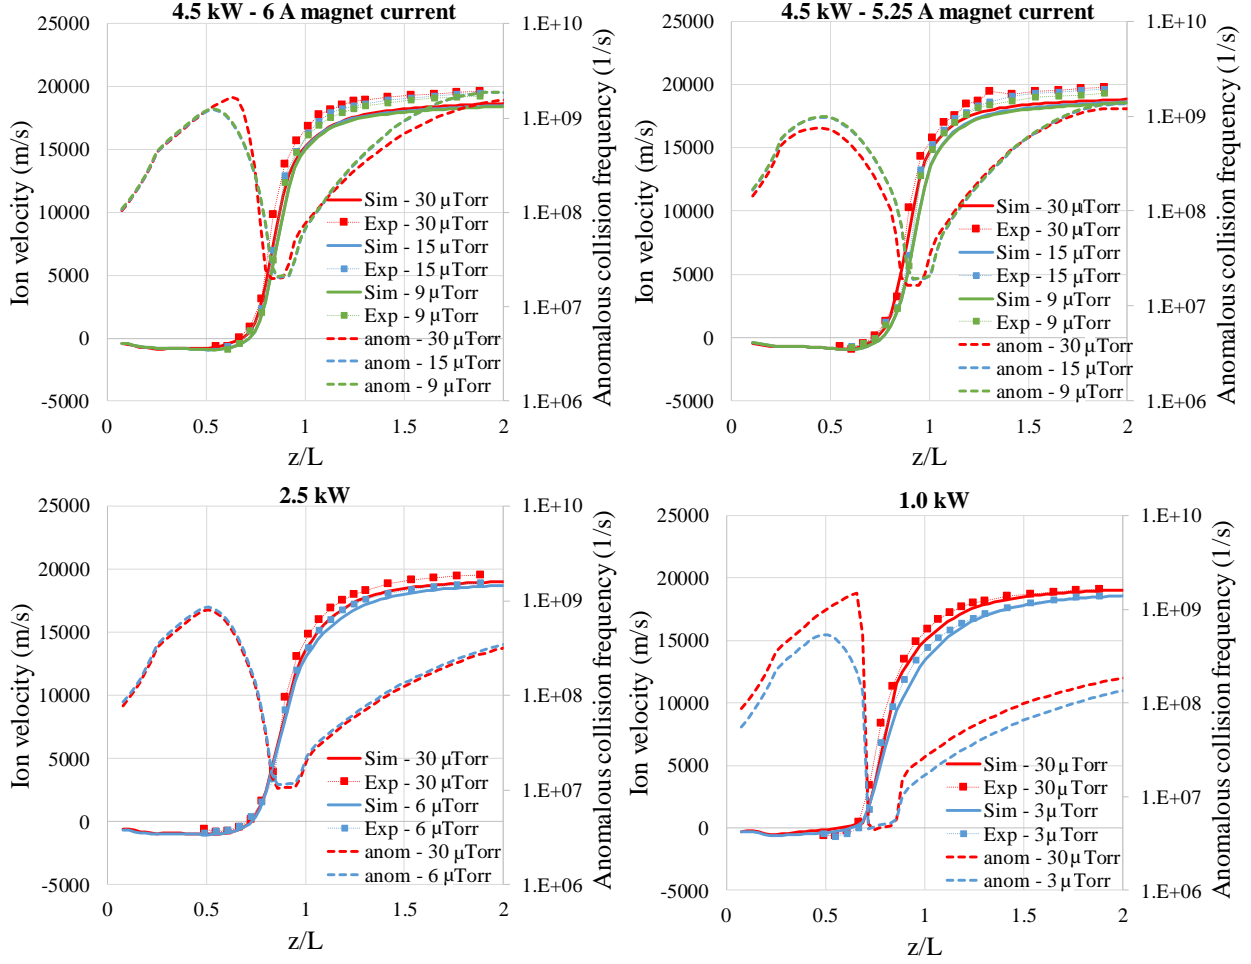 4.5 kW - 6 A magnet current
25000
20000
15000
10000
5000
0
-5000
Ion velocity (m/s)
0
0.5
1
1.5
2
z/L
1.E+10
1.E+09
1.E+08
1.E+07
1.E+06
Anomalous collision frequency (1/s)
Sim - 30 µTorr
Exp - 30 µTorr
Sim - 15 µTorr
Exp - 15 µTorr
Sim - 9 µTorr
Exp - 9 µTorr
anom - 30 µTorr
anom - 15 µTorr
anom - 9 µTorr
4.5 kW - 5.25 A magnet current
25000
20000
15000
10000
5000
0
-5000
Ion velocity (m/s)
0
0.5
1
1.5
2
z/L
1.E+10
1.E+09
1.E+08
1.E+07
1.E+06
Anomalous collision frequency (1/s)
Sim - 30 µTorr
Exp - 30 µTorr
Sim - 15 µTorr
Exp - 15 µTorr
Sim - 9 µTorr
Exp - 9 µTorr
anom - 30 µTorr
anom - 15 µTorr
anom - 9 µTorr
2.5 kW
25000
20000
15000
10000
5000
0
-5000
Ion velocity (m/s)
0
0.5
1
1.5
2
z/L
1.E+10
1.E+09
1.E+08
1.E+07
1.E+06
Anomalous collision frequency (1/s)
Sim - 30 µTorr
Exp - 30 µTorr
Sim - 6 µTorr
Exp - 6 µTorr
anom - 30 µTorr
anom - 6 µTorr
1.0 kW
25000
20000
15000
10000
5000
0
-5000
Ion velocity (m/s)
0
0.5
1
1.5
2
z/L
1.E+10
1.E+09
1.E+08
1.E+07
1.E+06
Anomalous collision frequency (1/s)
Sim - 30 µTorr
Exp - 30 µTorr
Sim - 3 µTorr
Exp - 3 µTorr
anom - 30 µTorr
anom - 3 µTorr